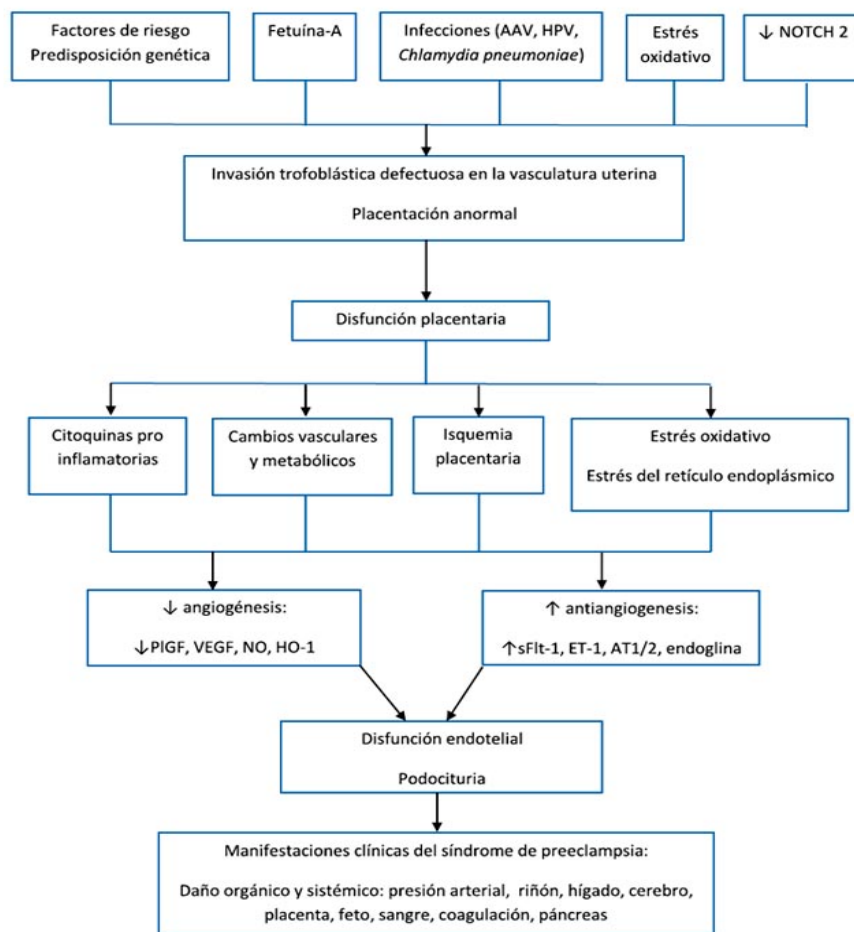 Factores de riesgo
Predisposición genética
Fetuína-A
Infecciones (AAV, HPV,
Chlamydia pneumoniae)
Estrés
oxidativo
↓ NOTCH 2
Invasión trofoblástica defectuosa en la vasculatura uterina
Placentación anormal
Disfunción placentaria
Citoquinas pro
inflamatorias
Cambios vasculares
y metabólicos
Isquemia
placentaria
Estrés oxidativo
Estrés del retículo endoplásmico
↓ angiogénesis:
↓PlGF, VEGF, NO, HO-1
↑ antiangiogenesis:
↑sFlt-1, ET-1, AT1/2, endoglina
Disfunción endotelial
Podocituria
Manifestaciones clínicas del síndrome de preeclampsia:
Daño orgánico y sistémico: presión arterial, riñón, hígado, cerebro,
placenta, feto, sangre, coagulación, páncreas